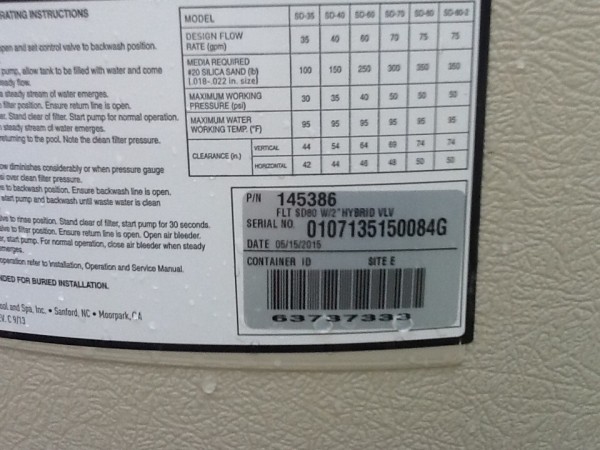 RATING INSTRUCTIONS
open and set control valve to backwash position.
pump, allow tank to be filled with water and come
steady flow.
a steady stream of water emerges.
filter position. Ensure return line is open.
er. Stand clear of filter. Start pump for normal operation.
steady stream of water emerges.
returning to the pool. Note the clean filter pressure.
ow diminishes considerably or when pressure gauge
over clean filter pressure.
to backwash position. Ensure backwash line is open.
start pump and backwash until waste water is clean
to rinse position. Stand clear of filter, start pump for 30 seconds.
to filter position. Ensure return line is open. Open air bleeder.
start pump. For normal operation, close air bleeder when steady
emerges.
operation refer to Installation, Operation and Service Manual.
NDED FOR BURIED INSTALLATION.
ool and Spa, Inc. • Sanford, NC • Moorpark, CA
EV. C 9/13
MODEL SD-35 SD-40 SD-60 SD-70 SD-80 SD-80-2
DESIGN FLOW
RATE (gpm) 35 40 60 70 75 75
MEDIA REQUIRED
#20 SILICA SAND (lb)
(.018-.022 in. size) 100 150 250 300 350 350
MAXIMUM WORKING
PRESSURE (psi) 30 35 40 50 50 50
MAXIMUM WATER
WORKING TEMP. (°F) 95 95 95 95 95 95
CLEARANCE (in.) VERTICAL 44 54 64 69 74 74
HORIZONTAL 42 44 46 48 50 50
P/N 145386
FLT SD80 W/2" HYBRID VLV
SERIAL NO. 0107135150084G
DATE 05/15/2015
CONTAINER ID SITE E
63737333